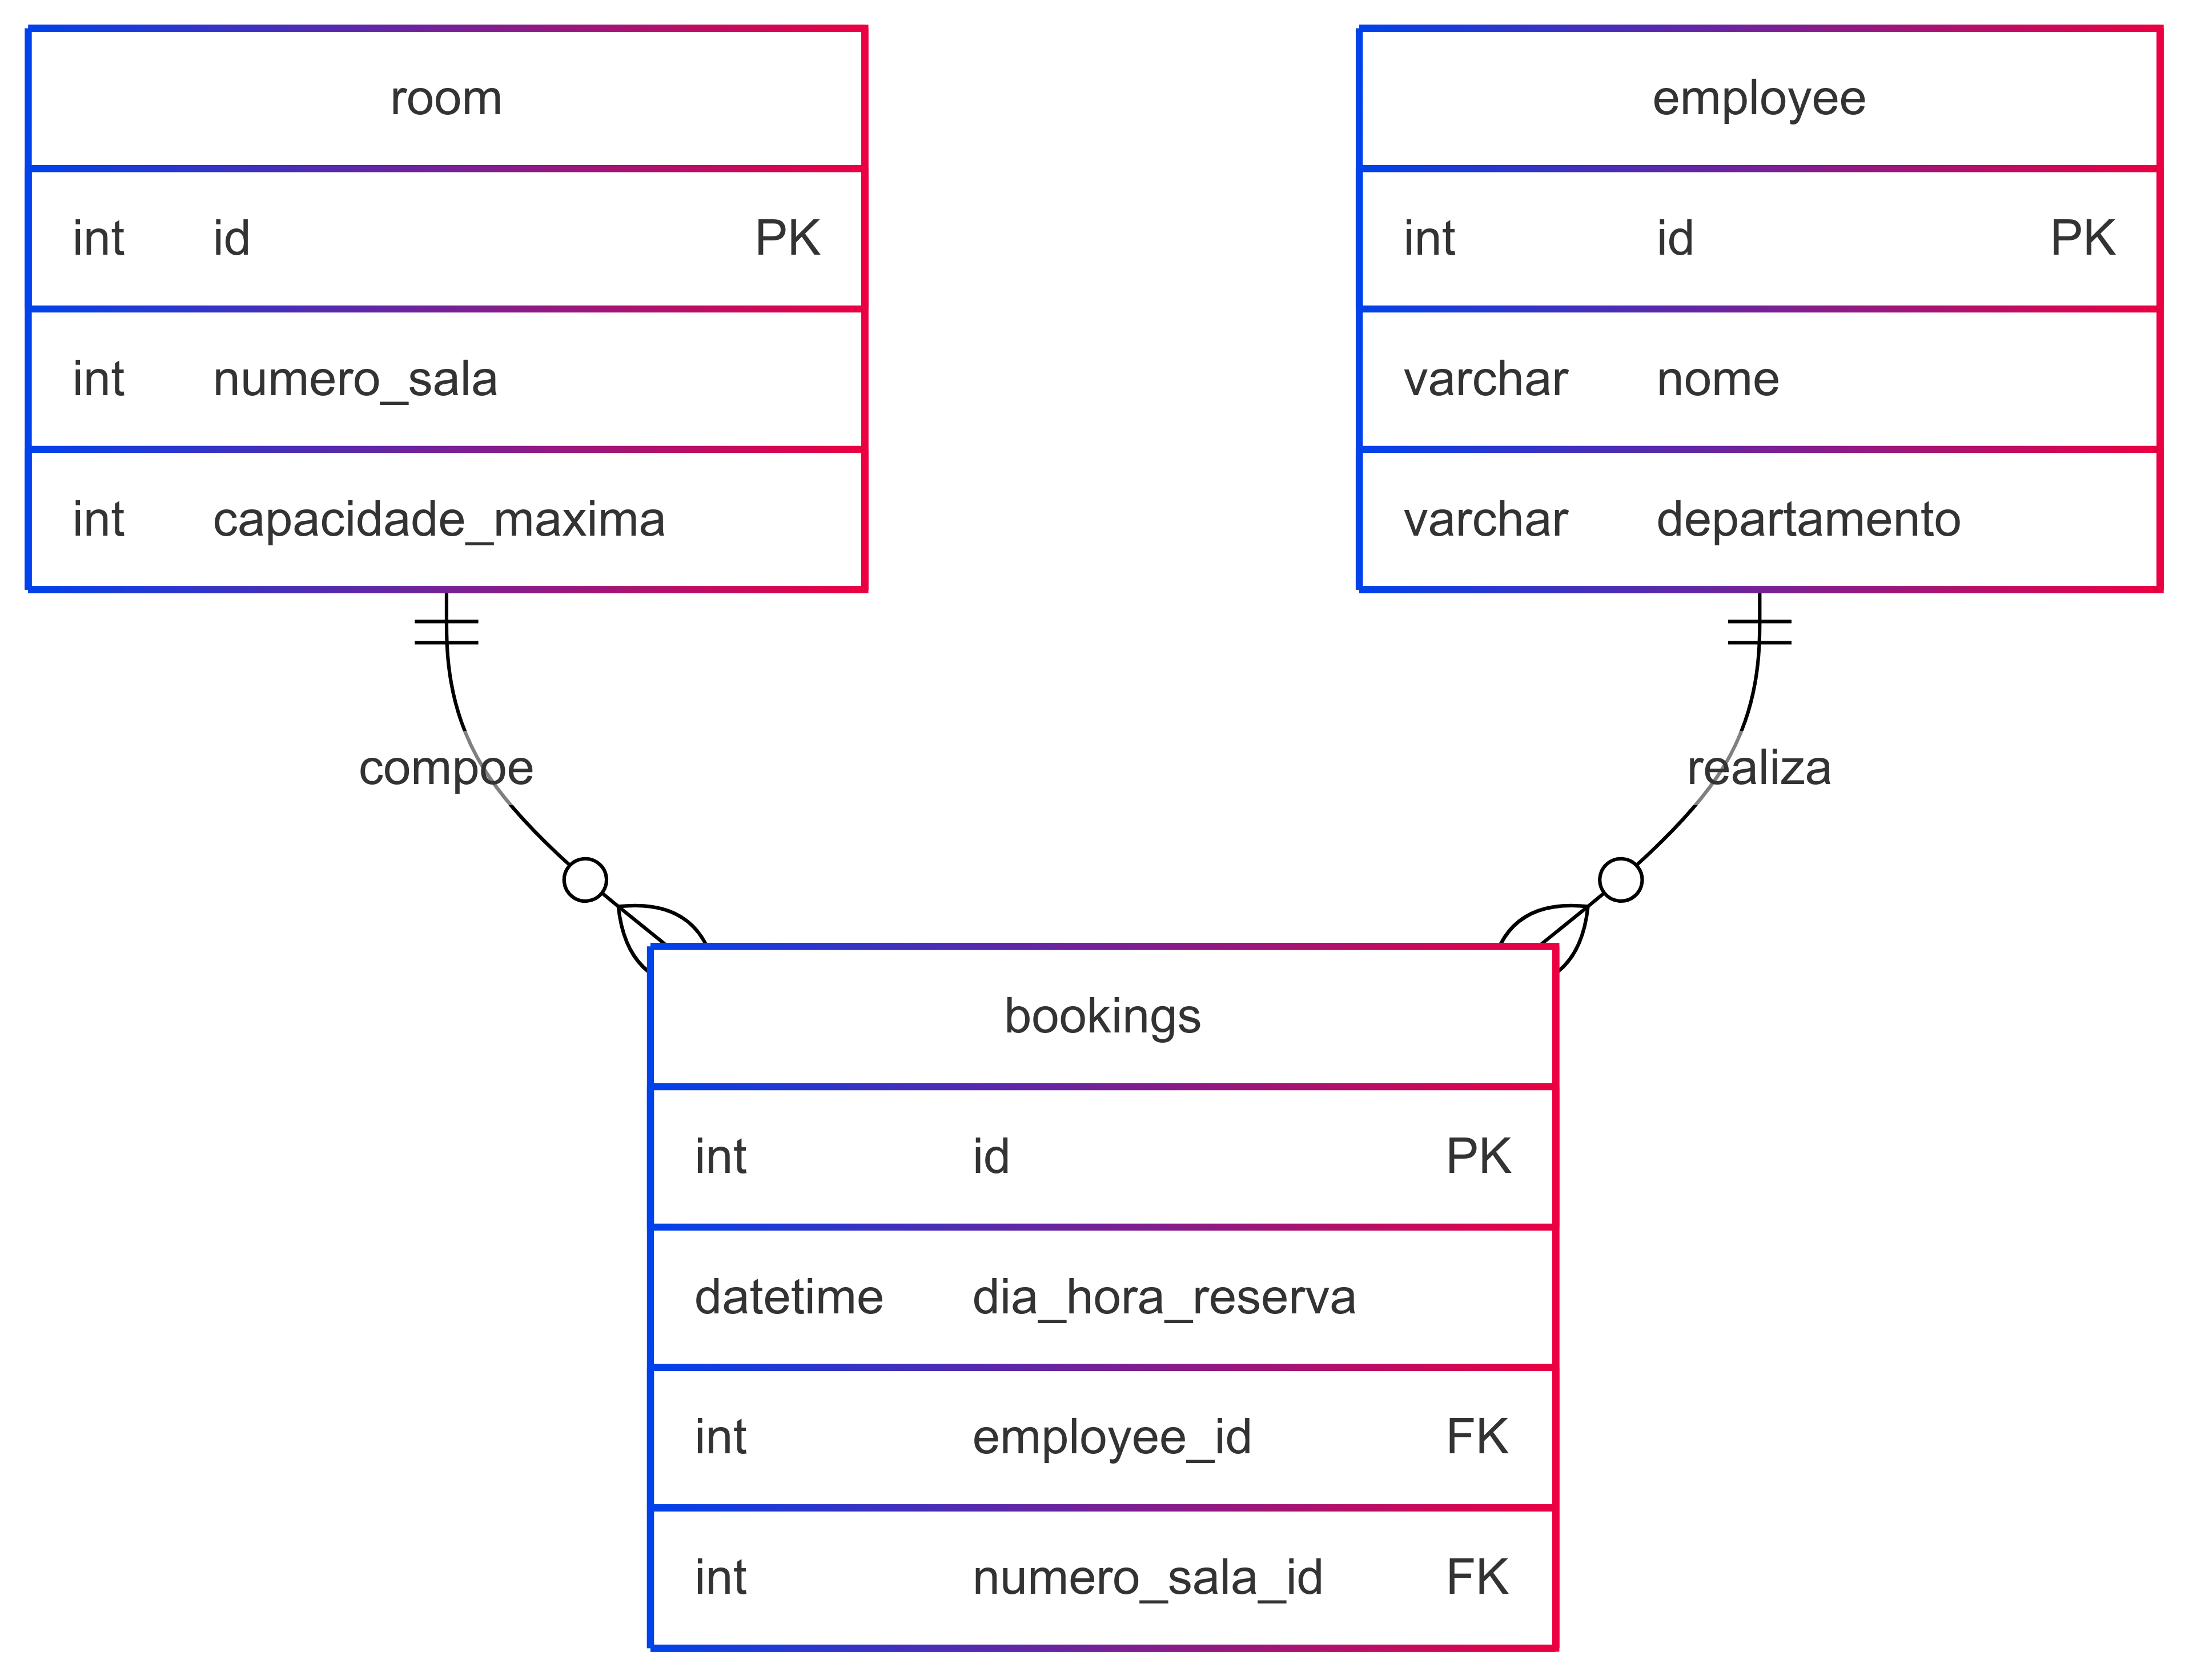 room
int id PK
int numero_sala
int capacidade_maxima
employee
int id PK
varchar nome
varchar departamento
compoe
realiza
bookings
int id PK
datetime dia_hora_reserva
int employee_id FK
int numero_sala_id FK